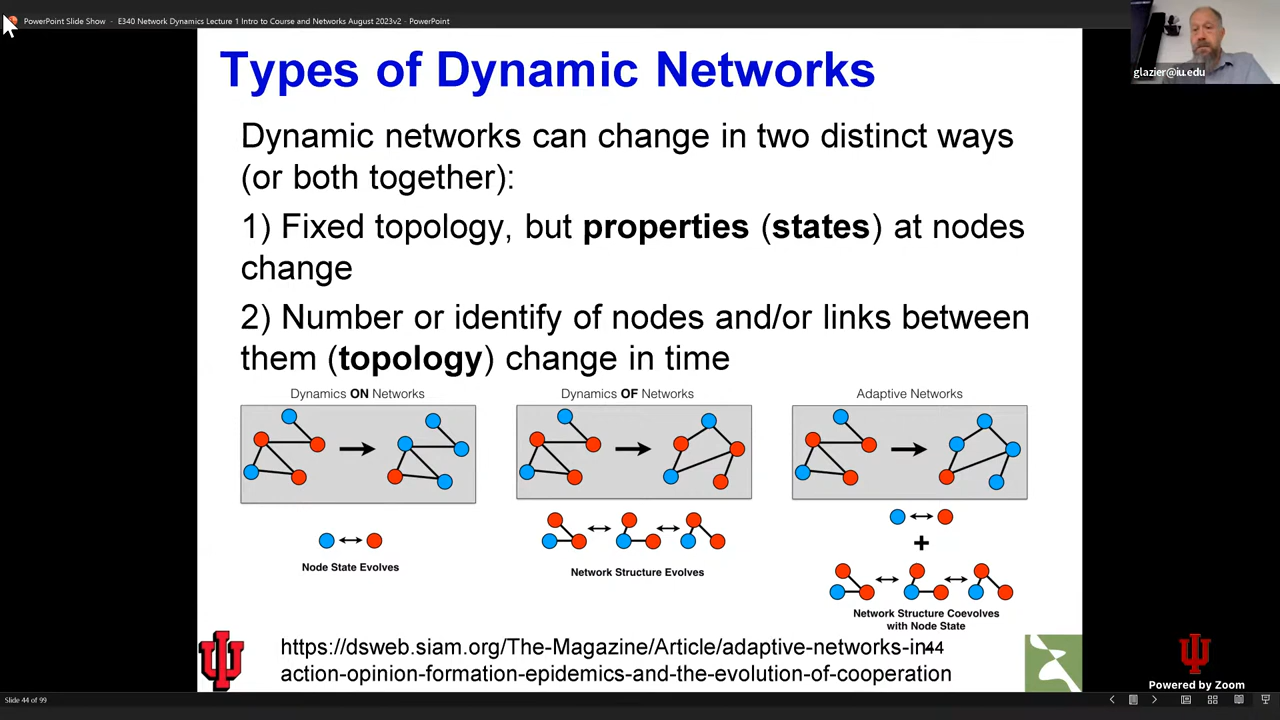 PowerPoint Slide Show - E340 Network Dynamics Lecture 1 Intro to Course and Networks August 2023v2 - PowerPoint
glazier@iu.edu
Types of Dynamic Networks
Dynamic networks can change in two distinct ways
(or both together):
1) Fixed topology, but properties (states) at nodes
change
2) Number or identify of nodes and/or links between
them (topology) change in time
Dynamics ON Networks
Dynamics OF Networks
Adaptive Networks
Node State Evolves
Network Structure Evolves
+
Network Structure Coevolves
with Node State
https://dsweb.siam.org/The-Magazine/Article/adaptive-networks-in-
44
action-opinion-formation-epidemics-and-the-evolution-of-cooperation
Powered by Zoom
Slide 44 of 99